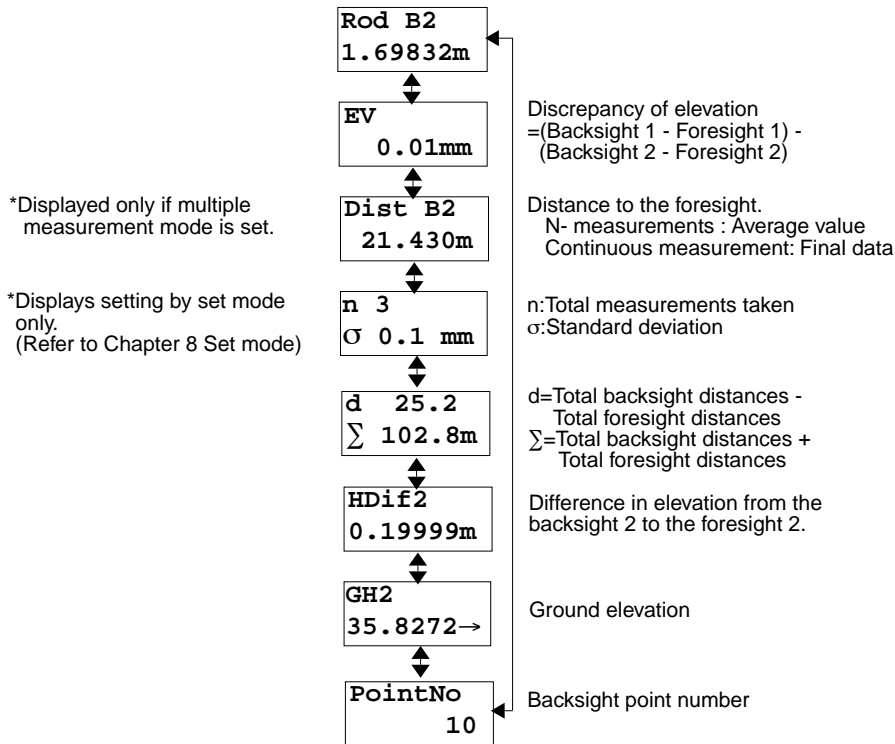 Rod B2
1.69832m
EV
0.01mm
Discrepancy of elevation
=(Backsight 1 - Foresight 1) -
(Backsight 2 - Foresight 2)
*Displayed only if multiple
measurement mode is set.
Dist B2
21.430m
Distance to the foresight.
N- measurements : Average value
Continuous measurement: Final data
*Displays setting by set mode
only.
(Refer to Chapter 8 Set mode)
n 3
σ 0.1 mm
n:Total measurements taken
σ:Standard deviation
d 25.2
∑ 102.8m
d=Total backsight distances -
Total foresight distances
∑=Total backsight distances +
Total foresight distances
HDif2
0.19999m
Difference in elevation from the
backsight 2 to the foresight 2.
GH2
35.8272→
Ground elevation
PointNo
10
Backsight point number